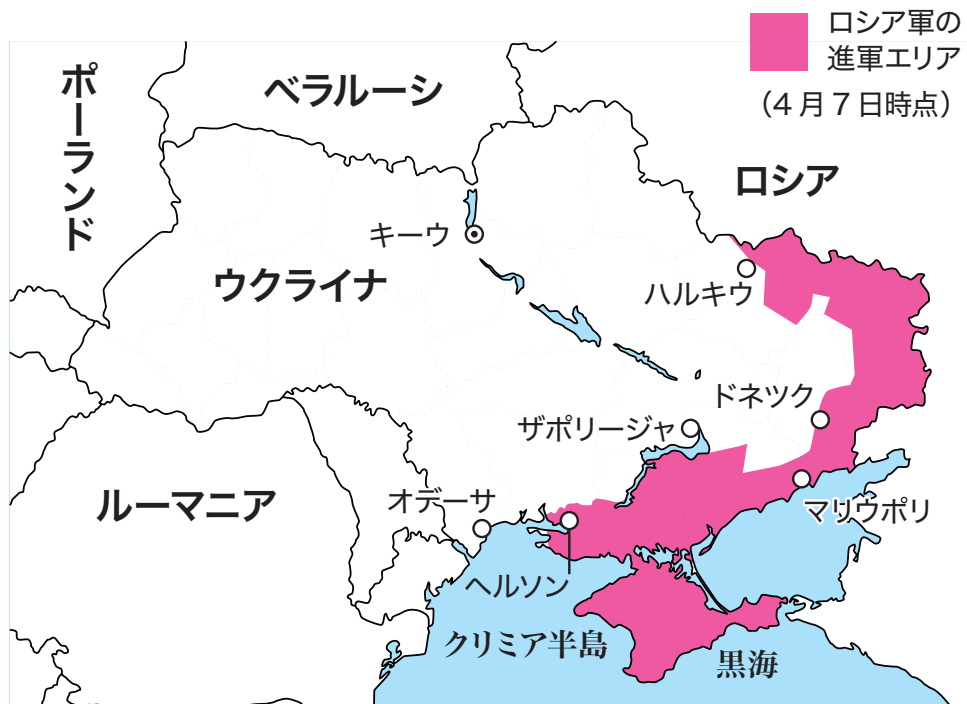 ロシア軍の
進軍エリア
（4月7日時点）
ポーランド
ベラルーシ
ロシア
キーウ
ウクライナ
ハルキウ
ドネツク
ザポリージャ
オデーサ
ルーマニア
マリウポリ
ヘルソン
クリミア半島
黒海